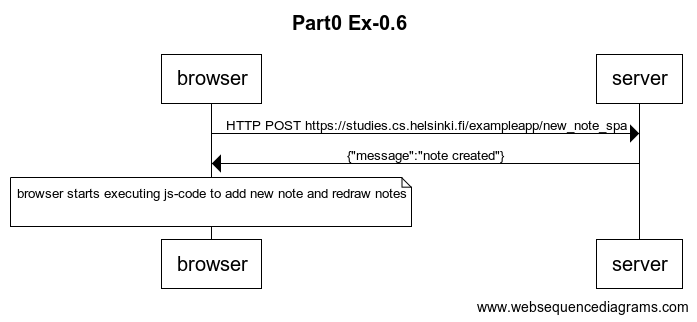 Part0 Ex-0.6
browser
server
HTTP POST https://studies.cs.helsinki.fi/exampleapp/new_note_spa
{"message":"note created"}
browser starts executing js-code to add new note and redraw notes
browser
server
www.websequencediagrams.com